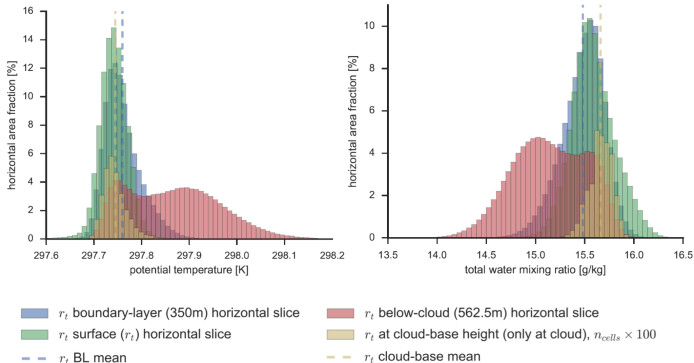 16
14
12
10
8
6
4
2
0
horizontal area fraction [%]
297.6 297.7 297.8 297.9 298.0 298.1 298.2
potential temperature [K]
10
8
6
4
2
0
horizontal area fraction [%]
13.5 14.0 14.5 15.0 15.5 16.0 16.5
total water mixing ratio [g/kg]
r_t boundary-layer (350m) horizontal slice
r_t surface (r_t) horizontal slice
r_t BL mean
r_t below-cloud (562.5m) horizontal slice
r_t at cloud-base height (only at cloud), n_cells × 100
r_t cloud-base mean